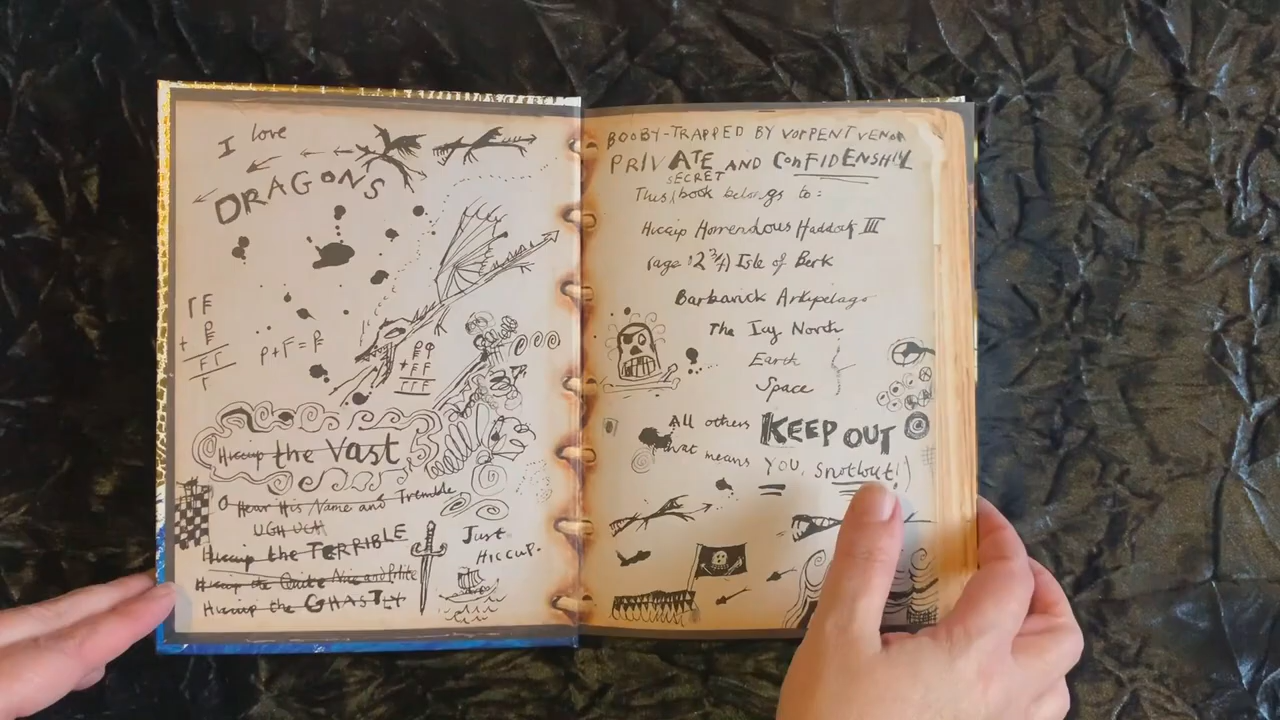 I love
DRAGONS
P+F=
Hiccup the Vast
O Hear His Name and Tremble
UGH UGH
Hiccup the TERRIBLE
Hiccup the Quite Nice and Polite
Hiccup the GHASTLY
Just
HICCUP.
BOOBY-TRAPPED BY VORPENT VENOM
PRIVATE AND CONFIDENSHIL
SECRET
This book belongs to:
Hiccup Horrendous Haddock III
(age 12 3/4) Isle of Berk
Barbarick Arkipelago
The Icy North
Earth
Space
All others KEEP OUT
that means YOU, Snotlout!)